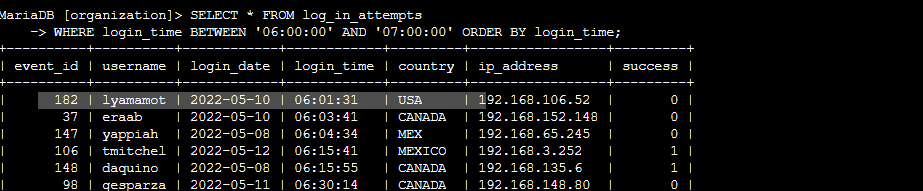 MariaDB [organization]> SELECT * FROM log_in_attempts
    -> WHERE login_time BETWEEN '06:00:00' AND '07:00:00' ORDER BY login_time;
+----------+----------+------------+------------+---------+-----------------+---------+
| event_id | username | login_date | login_time | country | ip_address      | success |
+----------+----------+------------+------------+---------+-----------------+---------+
|      182 | lyamamot | 2022-05-10 | 06:01:31   | USA     | 192.168.106.52  |       0 |
|       37 | eraab    | 2022-05-10 | 06:03:41   | CANADA  | 192.168.152.148 |       0 |
|      147 | yappiah  | 2022-05-08 | 06:04:34   | MEX     | 192.168.65.245  |       0 |
|      106 | tmitchel | 2022-05-12 | 06:15:41   | MEXICO  | 192.168.3.252   |       1 |
|      148 | daquino  | 2022-05-08 | 06:15:55   | CANADA  | 192.168.135.6   |       1 |
|       98 | gesparza | 2022-05-11 | 06:30:14   | CANADA  | 192.168.148.80  |       0 |